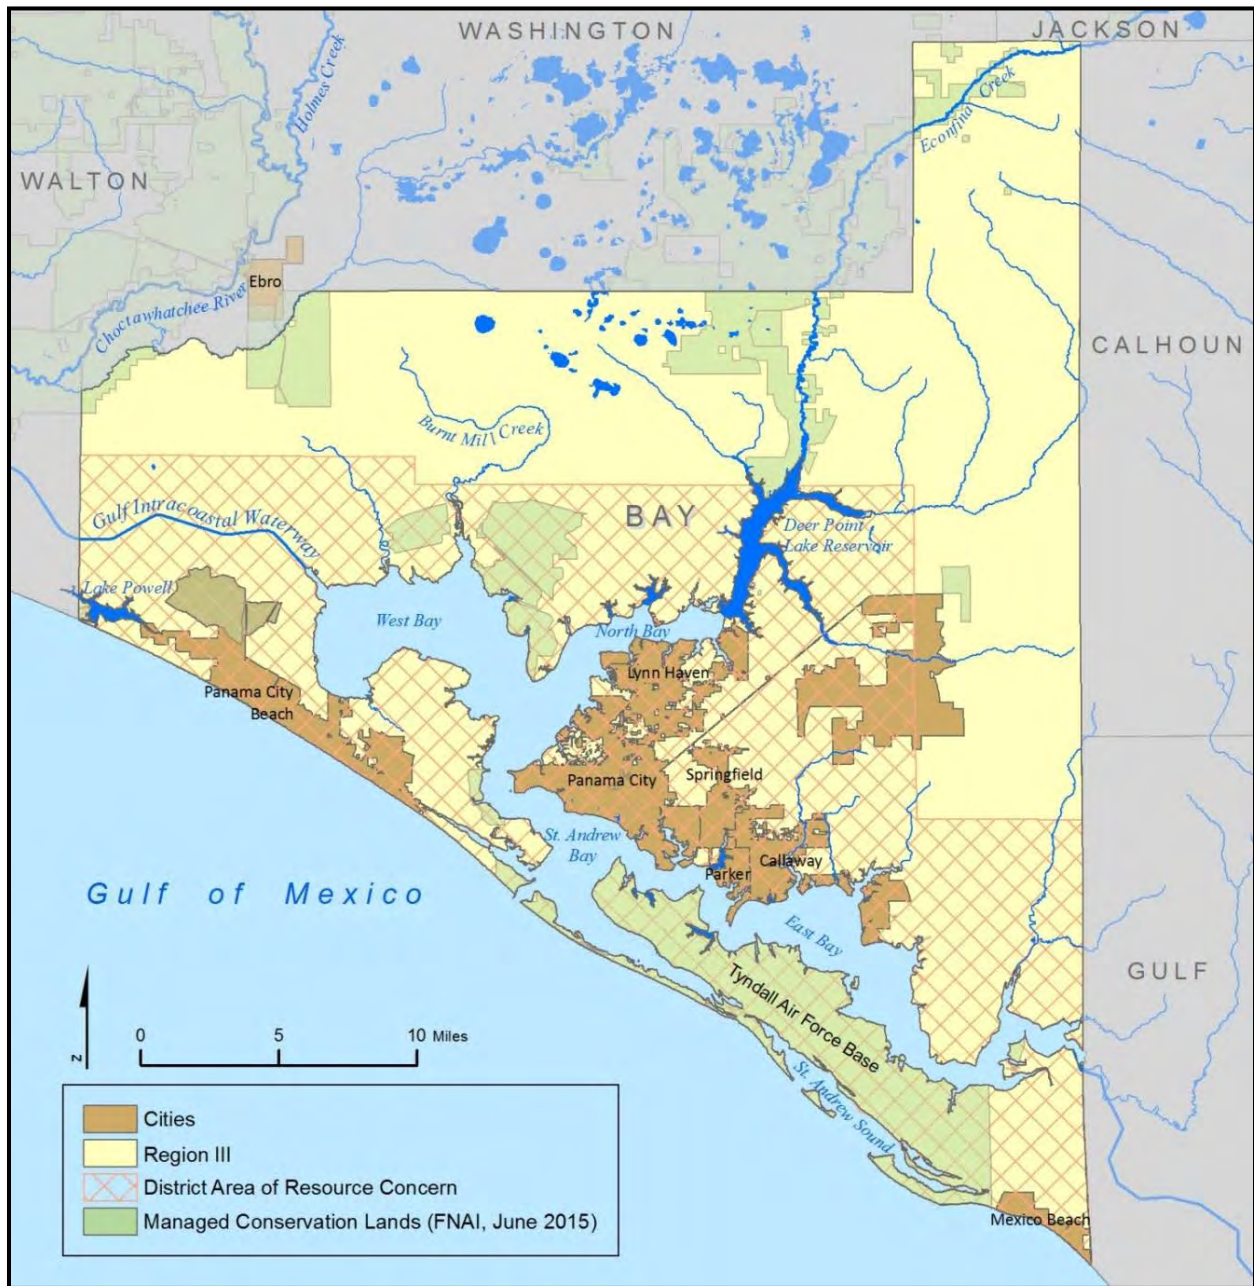 WASHINGTON
JACKSON
Holmes Creek
Econfina Creek
WALTON
Ebro
Choctawhatchee River
CALHOUN
Burnt Mill Creek
Gulf Intracoastal Waterway
BAY
Deer Point
Lake Reservoir
Lake Powell
West Bay
North Bay
Lynn Haven
Panama City
Beach
Panama City
Springfield
St. Andrew
Bay
Callaway
Parker
Gulf of Mexico
East Bay
GULF
Tyndall Air Force Base
St. Andrew Sound
Mexico Beach
N
0 5 10 Miles
Cities
Region III
District Area of Resource Concern
Managed Conservation Lands (FNAI, June 2015)